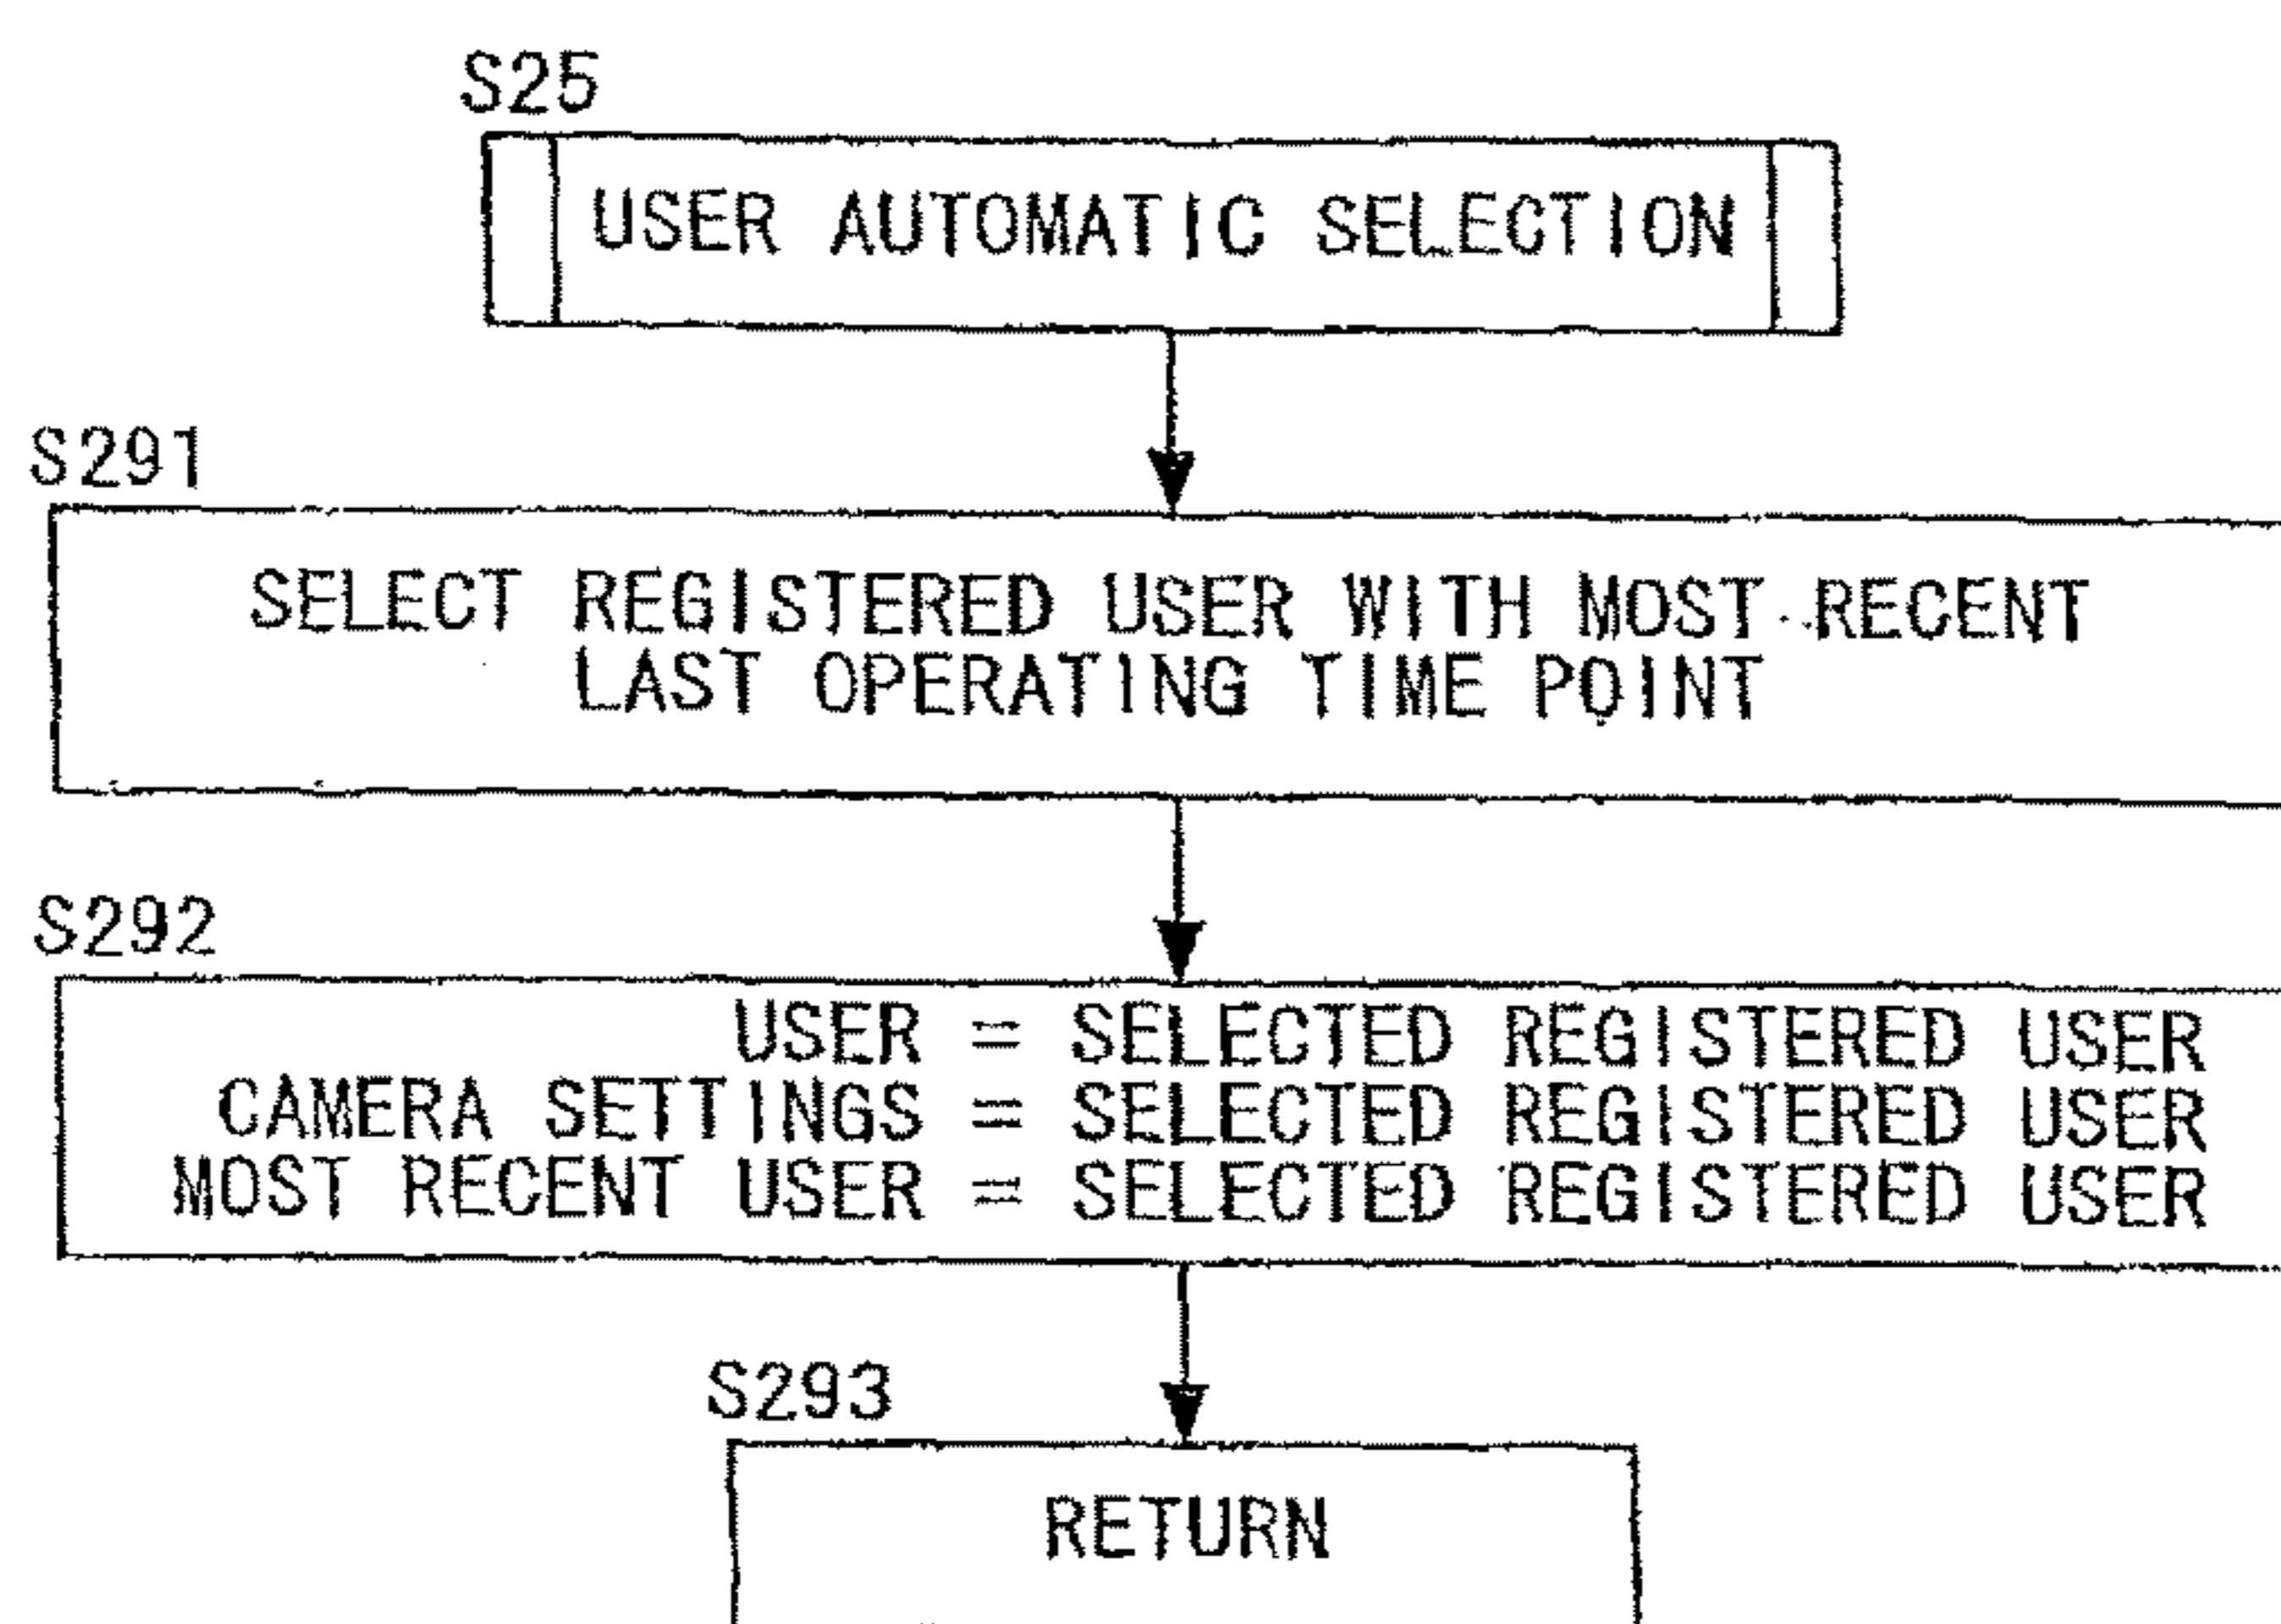 S25
USER AUTOMATIC SELECTION
S291
SELECT REGISTERED USER WITH MOST RECENT
LAST OPERATING TIME POINT
S292
USER = SELECTED REGISTERED USER
CAMERA SETTINGS = SELECTED REGISTERED USER
MOST RECENT USER = SELECTED REGISTERED USER
S293
RETURN